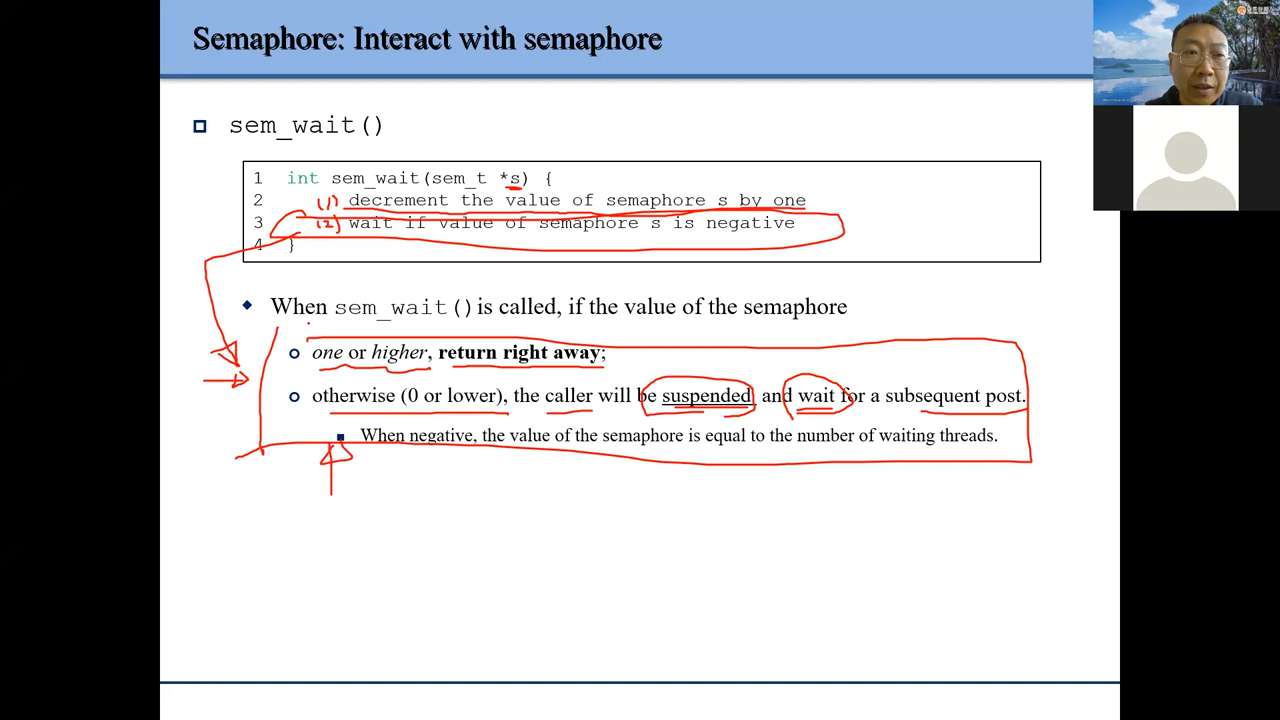 Semaphore: Interact with semaphore
sem_wait()
1 int sem_wait(sem_t *s) {
2 (1) decrement the value of semaphore s by one
3 (2) wait if value of semaphore s is negative
4 }
When sem_wait() is called, if the value of the semaphore
one or higher, return right away;
otherwise (0 or lower), the caller will be suspended and wait for a subsequent post.
When negative, the value of the semaphore is equal to the number of waiting threads.